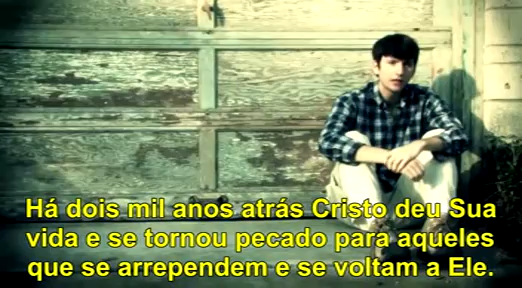 Há dois mil anos atrás Cristo deu Sua
vida e se tornou pecado para aqueles
que se arrependem e se voltam a Ele.